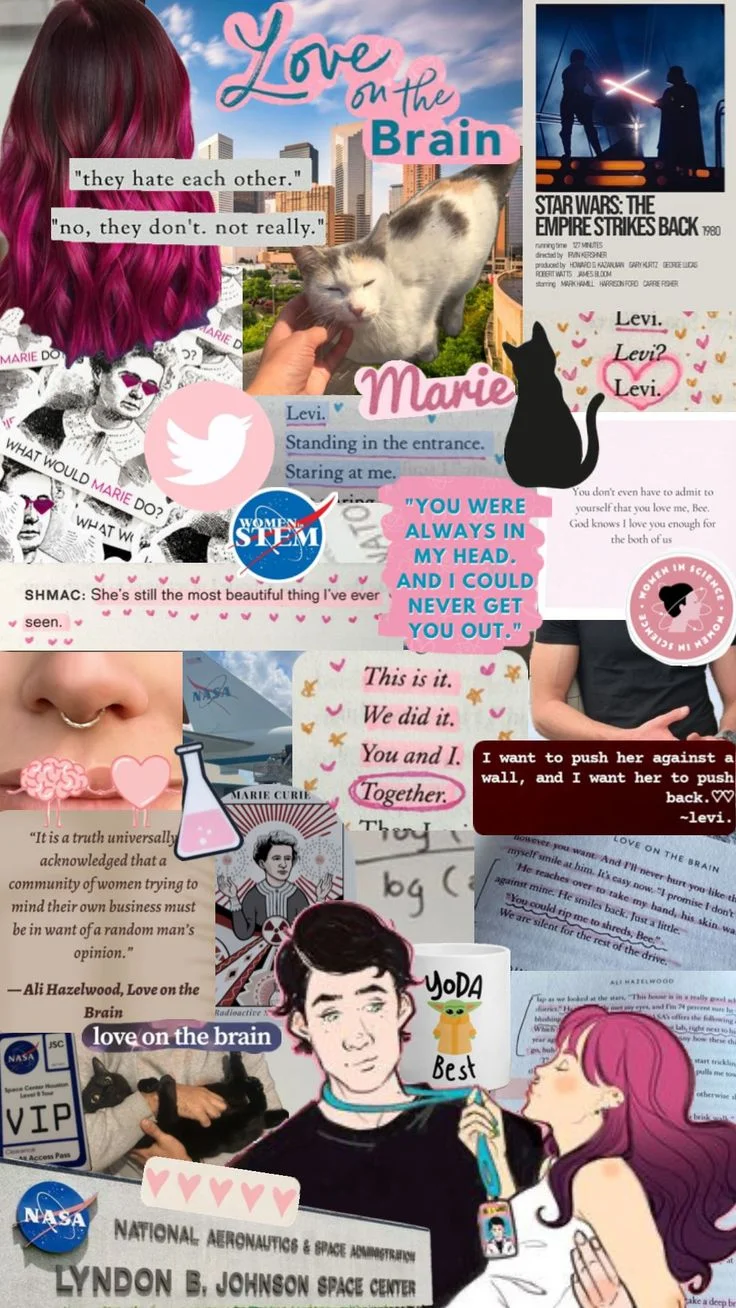 Love
on the
Brain
"they hate each other."
"no, they don't. not really."
STAR WARS: THE
EMPIRE STRIKES BACK 1980
running time 127 MINUTES
directed by IRVIN KERSHNER
produced by HOWARD G. KAZANJIAN GARY KURTZ GEORGE LUCAS
ROBERT WATTS JAMES BLOOM
starring MARK HAMILL HARRISON FORD CARRIE FISHER
Levi.
Levi?
Levi.
MARIE DO?
MARIE D
WHAT WOULD MARIE DO?
WHAT W
Marie
Levi.
Standing in the entrance.
Staring at me.
WOMEN in
STEM
"YOU WERE
ALWAYS IN
MY HEAD.
AND I COULD
NEVER GET
YOU OUT."
You don't even have to admit to
yourself that you love me, Bee.
God knows I love you enough for
the both of us
WOMEN IN SCIENCE • WOMEN IN SCIENCE •
SHMAC: She's still the most beautiful thing I've ever
seen.
NASA
This is it.
We did it.
You and I.
Together.
I want to push her against a
wall, and I want her to push
back.♡♡
~levi.
MARIE CURIE
"It is a truth universally
acknowledged that a
community of women trying to
mind their own business must
be in want of a random man's
opinion."
—Ali Hazelwood, Love on the
Brain
LOVE ON THE BRAIN
however you want. And I'll never hurt you like th
myself smile at him. It's easy now. "I promise I don't
He reaches over to take my hand, his skin wa
against mine. He smiles back. Just a little.
"You could rip me to shreds, Bee."
We are silent for the rest of the drive.
YoDA
Best
ALI HAZELWOOD
love on the brain
NASA
JSC
Space Center Houston
Level 9 Tour
VIP
Clearance
All Access Pass
NASA
NATIONAL AERONAUTICS & SPACE ADMINISTRATION
LYNDON B. JOHNSON SPACE CENTER